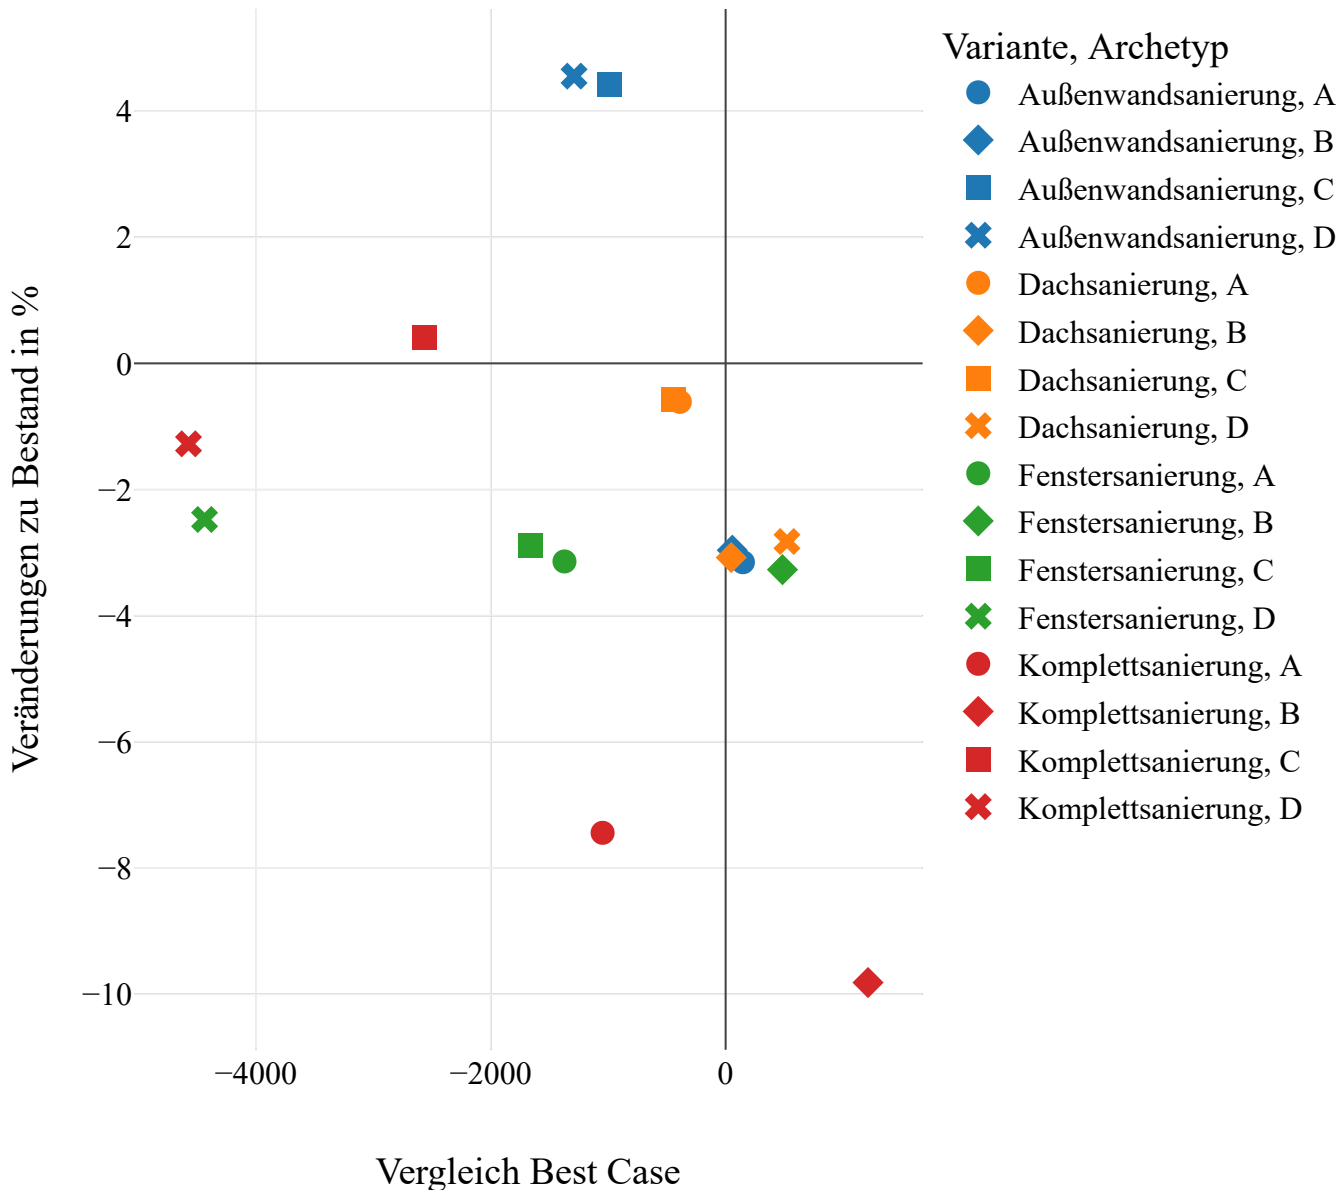 Variante, Archetyp
Außenwandsanierung, A
Außenwandsanierung, B
Außenwandsanierung, C
Außenwandsanierung, D
Dachsanierung, A
Dachsanierung, B
Dachsanierung, C
Dachsanierung, D
Fenstersanierung, A
Fenstersanierung, B
Fenstersanierung, C
Fenstersanierung, D
Komplettsanierung, A
Komplettsanierung, B
Komplettsanierung, C
Komplettsanierung, D
Veränderungen zu Bestand in %
4
2
0
−2
−4
−6
−8
−10
−4000
−2000
0
Vergleich Best Case